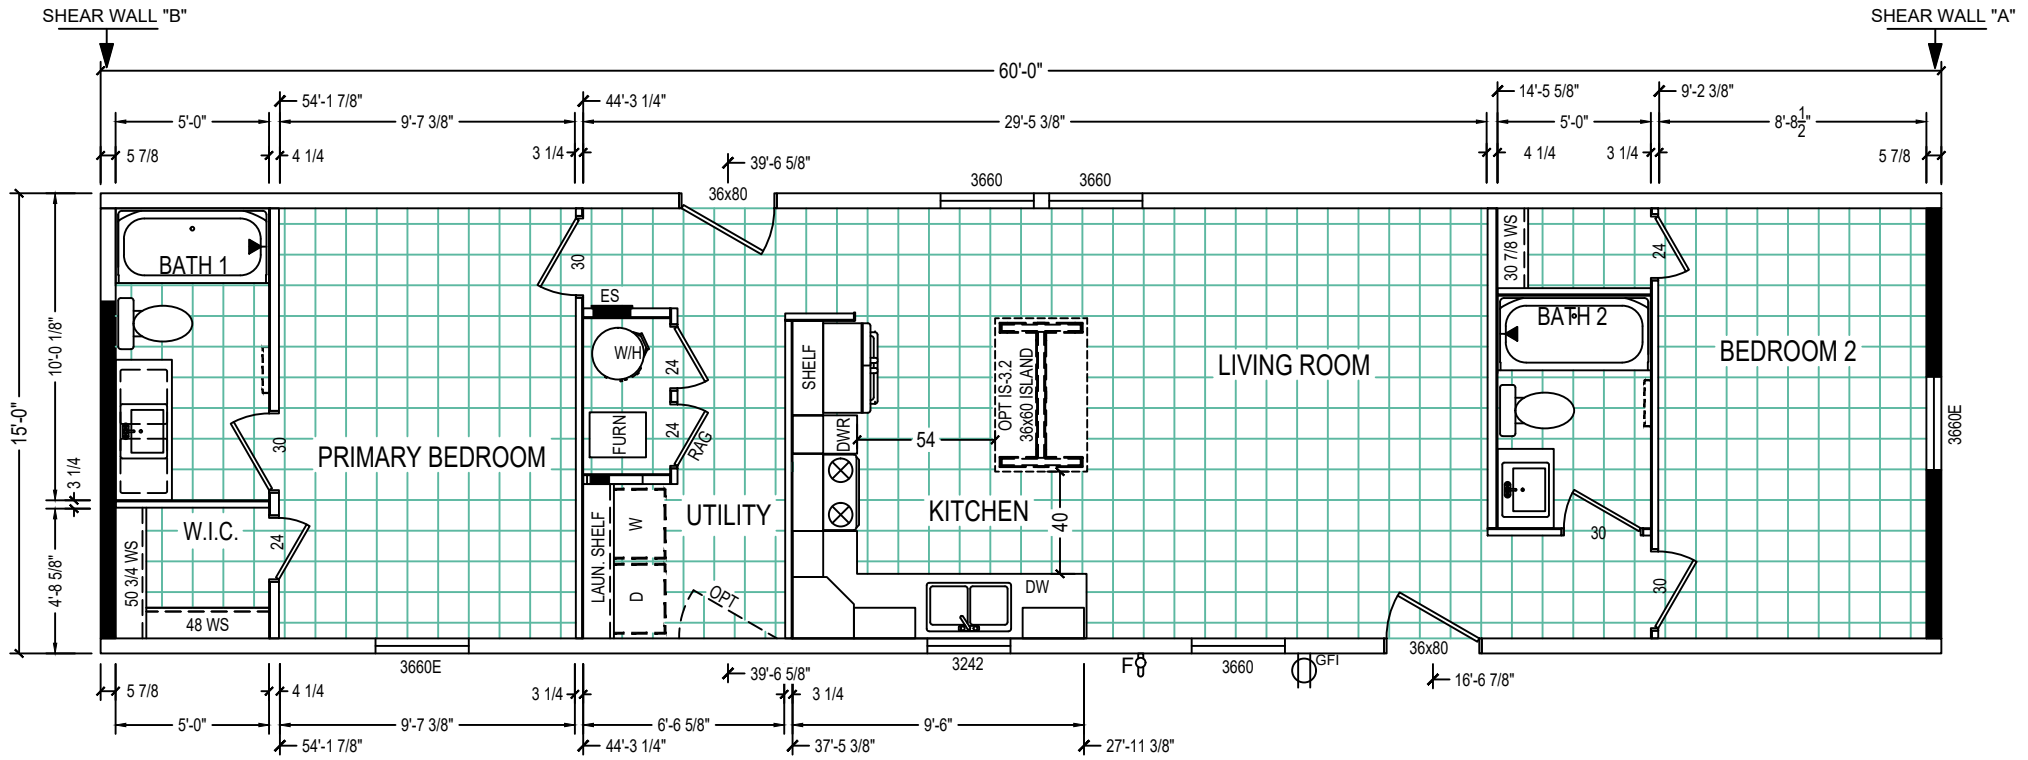 SHEAR WALL "B"
SHEAR WALL "A"
60'-0"
54'-1 7/8"
44'-3 1/4"
14'-5 5/8"
9'-2 3/8"
5'-0"
9'-7 3/8"
29'-5 3/8"
5'-0"
8'-8 1/2"
5 7/8
4 1/4
3 1/4
39'-6 5/8"
4 1/4
3 1/4
5 7/8
36x80
3660
3660
BATH 1
30
ES
W/H
24
FURN
24
RAG
SHELF
DWR
54
OPT IS-3.2
36x60 ISLAND
LIVING ROOM
30 7/8 WS
24
BATH 2
BEDROOM 2
3660E
15'-0"
10'-0 1/8"
3 1/4
4'-8 5/8"
30
PRIMARY BEDROOM
W.I.C.
24
50 3/4 WS
48 WS
LAUN. SHELF
W
D
UTILITY
OPT
KITCHEN
40
DW
30
30
3660E
3242
F
3660
GFI
36x80
5 7/8
4 1/4
3 1/4
39'-6 5/8"
3 1/4
16'-6 7/8"
5'-0"
9'-7 3/8"
6'-6 5/8"
9'-6"
54'-1 7/8"
44'-3 1/4"
37'-5 3/8"
27'-11 3/8"